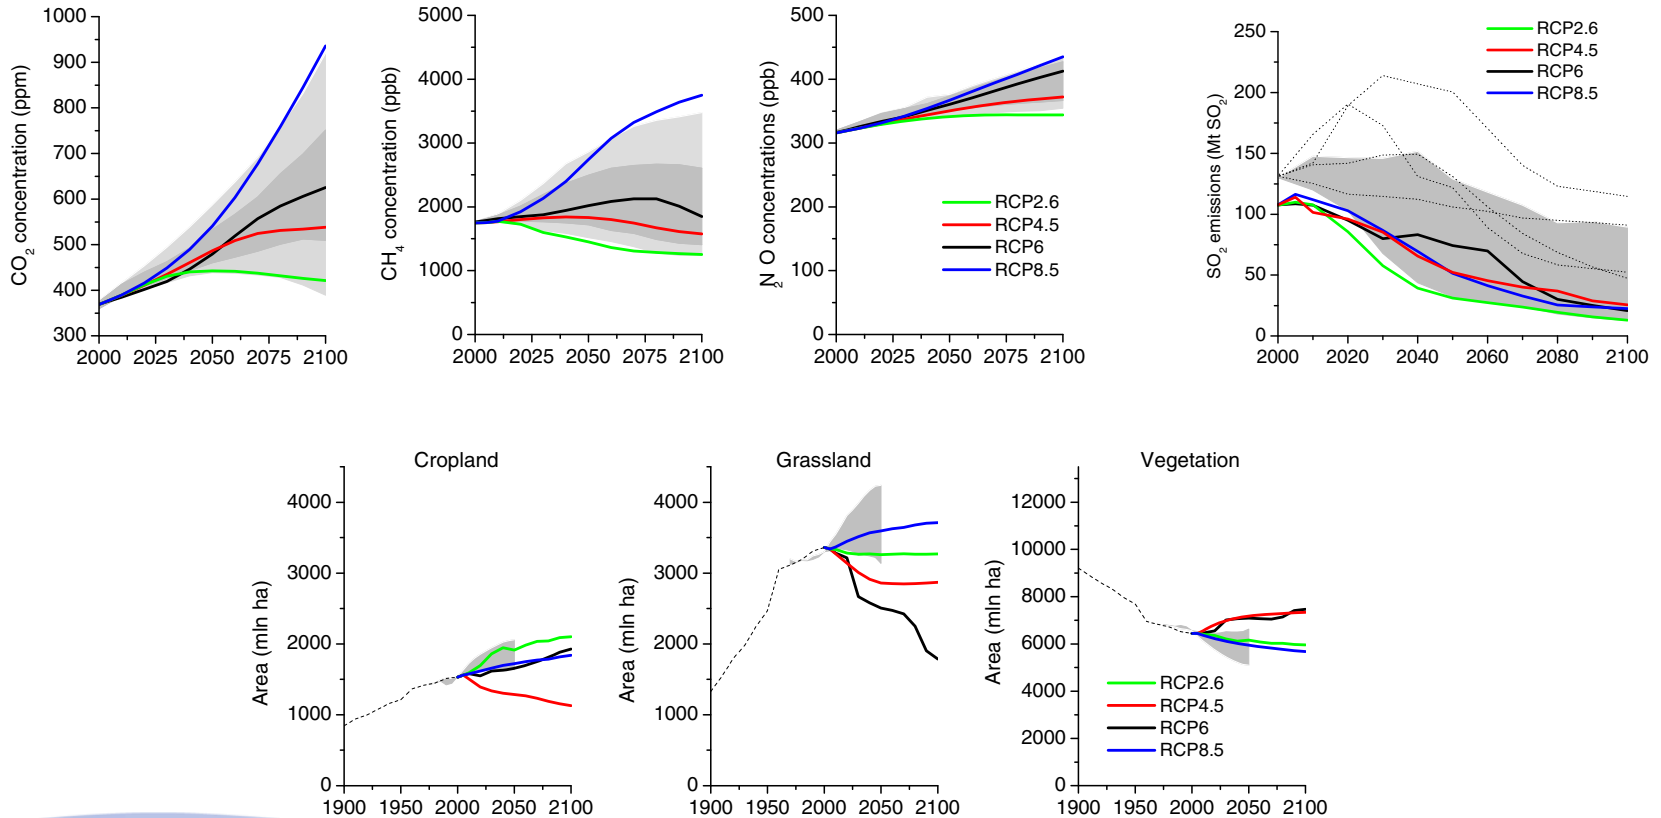 CO2 concentration (ppm)
1000
900
800
700
600
500
400
300
2000 2025 2050 2075 2100
CH4 concentration (ppb)
5000
4000
3000
2000
1000
0
2000 2025 2050 2075 2100
N2O concentrations (ppb)
500
400
300
200
100
0
2000 2025 2050 2075 2100
RCP2.6
RCP4.5
RCP6
RCP8.5
SO2 emissions (Mt SO2)
250
200
150
100
50
0
2000 2020 2040 2060 2080 2100
RCP2.6
RCP4.5
RCP6
RCP8.5
Cropland
Area (mln ha)
4000
3000
2000
1000
0
1900 1950 2000 2050 2100
Grassland
Area (mln ha)
4000
3000
2000
1000
0
1900 1950 2000 2050 2100
Vegetation
Area (mln ha)
12000
10000
8000
6000
4000
2000
0
1900 1950 2000 2050 2100
RCP2.6
RCP4.5
RCP6
RCP8.5